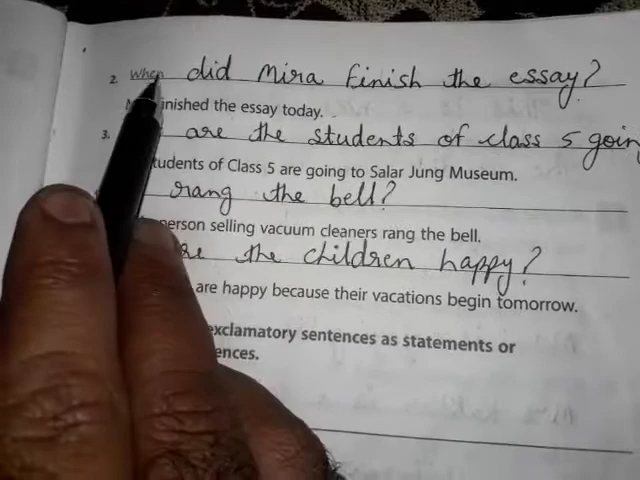 2. When did Mira finish the essay?
finished the essay today.
3. are the students of class 5 goin
tudents of Class 5 are going to Salar Jung Museum.
rang the bell?
person selling vacuum cleaners rang the bell.
re the children happy?
are happy because their vacations begin tomorrow.
exclamatory sentences as statements or
ences.